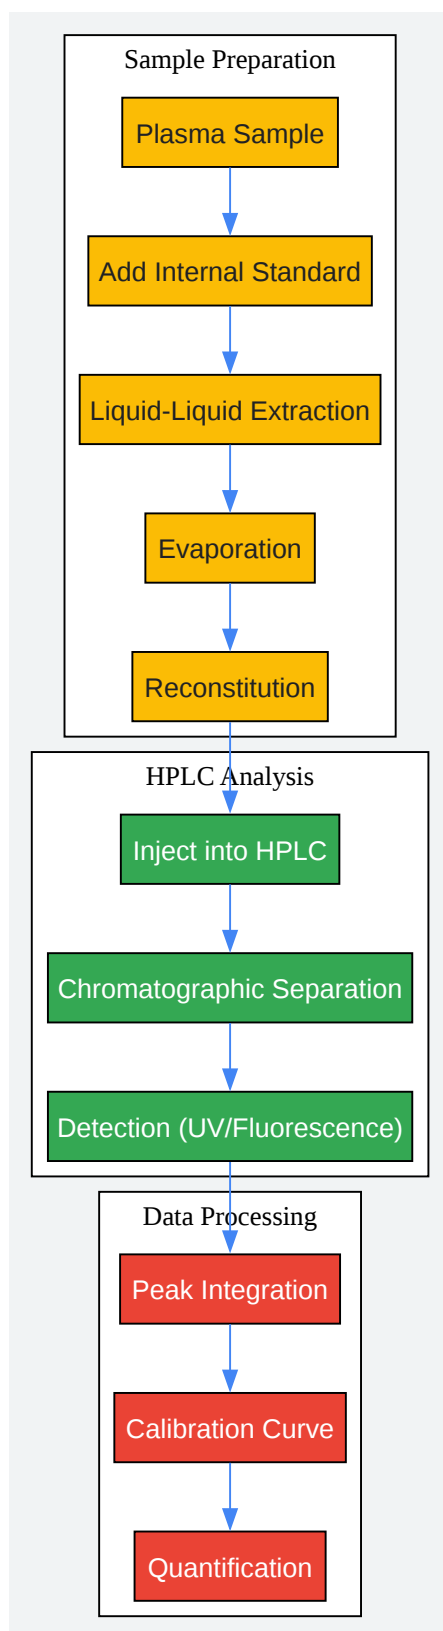 Sample Preparation
Plasma Sample
Add Internal Standard
Liquid-Liquid Extraction
Evaporation
Reconstitution
HPLC Analysis
Inject into HPLC
Chromatographic Separation
Detection (UV/Fluorescence)
Data Processing
Peak Integration
Calibration Curve
Quantification